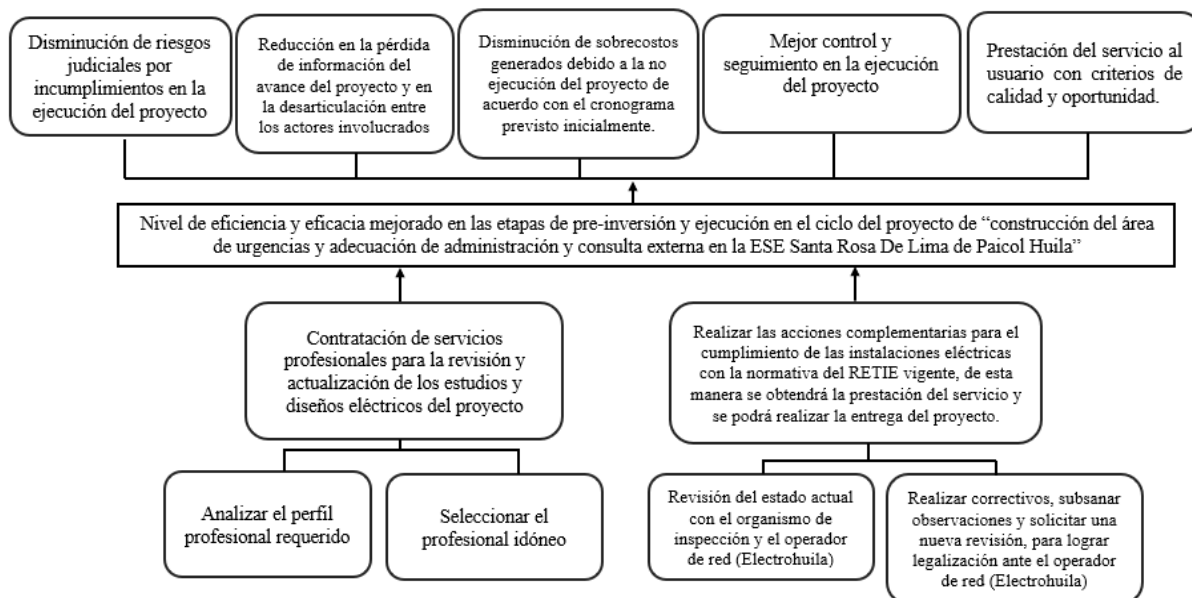 Disminución de riesgos
judiciales por
incumplimientos en la
ejecución del proyecto
Reducción en la pérdida
de información del
avance del proyecto y en
la desarticulación entre
los actores involucrados
Disminución de sobrecostos
generados debido a la no
ejecución del proyecto de
acuerdo con el cronograma
previsto inicialmente.
Mejor control y
seguimiento en la ejecución
del proyecto
Prestación del servicio al
usuario con criterios de
calidad y oportunidad.
Nivel de eficiencia y eficacia mejorado en las etapas de pre-inversión y ejecución en el ciclo del proyecto de “construcción del área
de urgencias y adecuación de administración y consulta externa en la ESE Santa Rosa De Lima de Paicol Huila”
Contratación de servicios
profesionales para la revisión y
actualización de los estudios y
diseños eléctricos del proyecto
Realizar las acciones complementarias para el
cumplimiento de las instalaciones eléctricas
con la normativa del RETIE vigente, de esta
manera se obtendrá la prestación del servicio y
se podrá realizar la entrega del proyecto.
Analizar el perfil
profesional requerido
Seleccionar el
profesional idóneo
Revisión del estado actual
con el organismo de
inspección y el operador
de red (Electrohuila)
Realizar correctivos, subsanar
observaciones y solicitar una
nueva revisión, para lograr
legalización ante el operador
de red (Electrohuila)